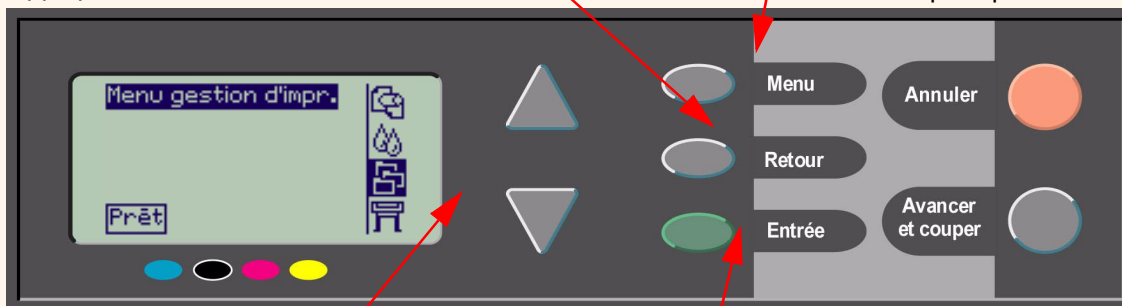 Menu gestion d'impr.
Prêt
Menu
Retour
Entrée
Annuler
Avancer
et couper